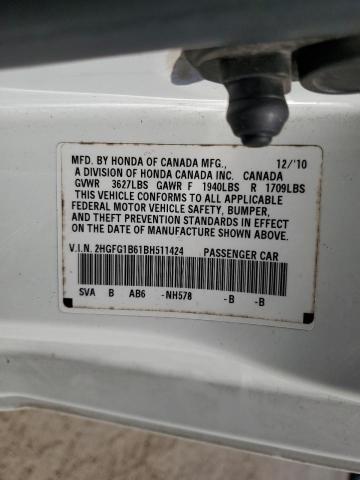 MFD. BY HONDA OF CANADA MFG., 12/'10
A DIVISION OF HONDA CANADA INC. CANADA
GVWR 3627LBS GAWR F 1940LBS R 1709LBS
THIS VEHICLE CONFORMS TO ALL APPLICABLE
FEDERAL MOTOR VEHICLE SAFETY, BUMPER,
AND THEFT PREVENTION STANDARDS IN EFFECT
ON THE DATE OF MANUFACTURE SHOWN ABOVE.
V.I.N. 2HGFG1B61BH511424 PASSENGER CAR
SVA B AB6 -NH578 -B -B